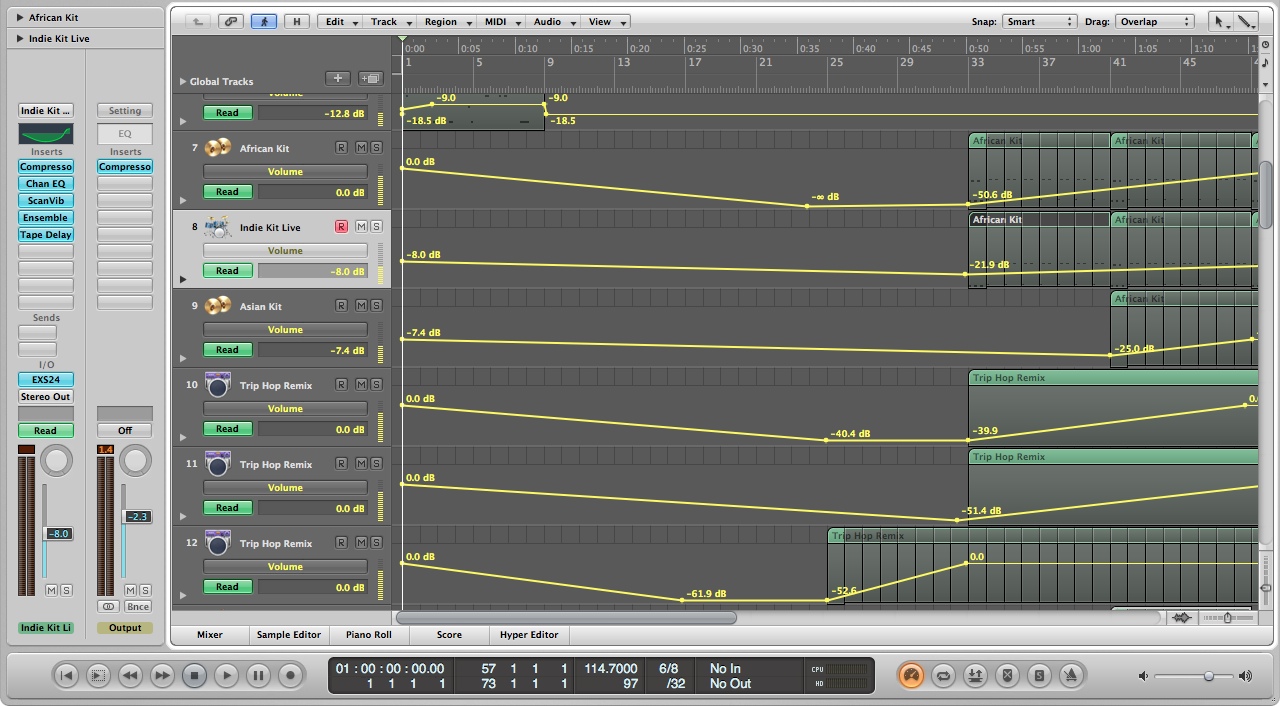 African Kit
Indie Kit Live
Edit Track Region MIDI Audio View Snap: Smart Drag: Overlap
H
Global Tracks
0:00 0:05 0:10 0:15 0:20 0:25 0:30 0:35 0:40 0:45 0:50 0:55 1:00 1:05 1:10
1 5 9 13 17 21 25 29 33 37 41 45
Indie Kit ... Setting
EQ
Inserts Inserts
Compresso Compresso
Chan EQ
ScanVib
Ensemble
Tape Delay
Sends
I/O
EXS24
Stereo Out
Read Off
1.4
-8.0 -2.3
M S M S
Bnce
Indie Kit Li Output
Volume
Read -12.8 dB
-9.0 -9.0
-18.5 dB -18.5
7 African Kit R M S
Volume
Read 0.0 dB
0.0 dB -∞ dB -50.6 dB
African Kit African Kit
8 Indie Kit Live R M S
Volume
Read -8.0 dB
-8.0 dB -21.9 dB
African Kit African Kit
9 Asian Kit R M S
Volume
Read -7.4 dB
-7.4 dB -25.0 dB
African Kit
10 Trip Hop Remix R M S
Volume
Read 0.0 dB
0.0 dB -40.4 dB -39.9
Trip Hop Remix
11 Trip Hop Remix R M S
Volume
Read 0.0 dB
0.0 dB -51.4 dB
Trip Hop Remix
12 Trip Hop Remix R M S
Volume
Read 0.0 dB
0.0 dB -61.9 dB -52.6 0.0
Trip Hop Remix
Mixer Sample Editor Piano Roll Score Hyper Editor
01 : 00 : 00 : 00.00 57 1 1 1 114.7000 6/8 No In CPU
1 1 1 1 73 1 1 1 97 /32 No Out HD
S